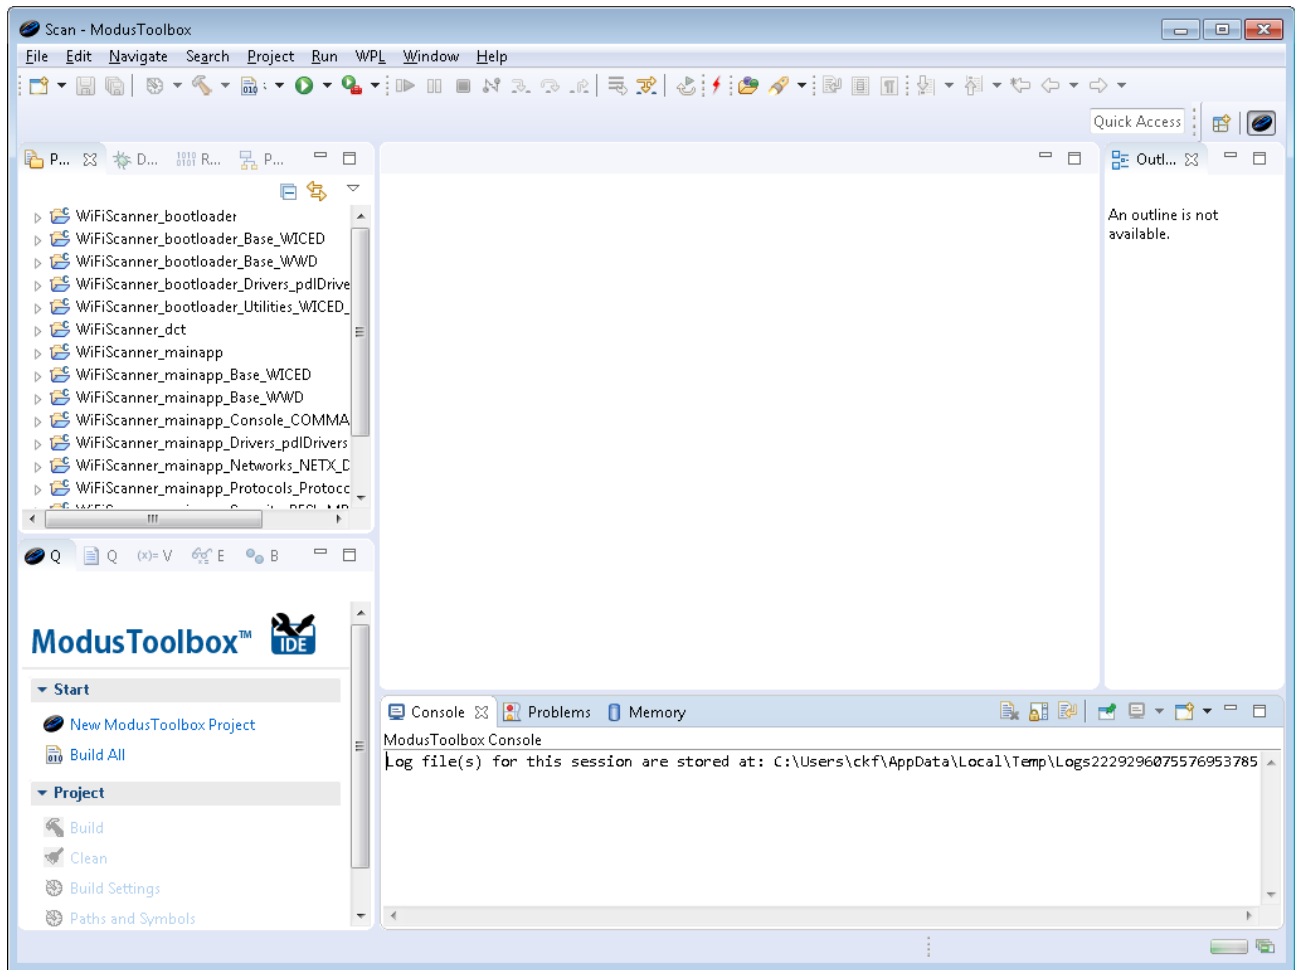 Scan - ModusToolbox
File Edit Navigate Search Project Run WPL Window Help
Quick Access
P... D... R... P...
Outl...
An outline is not
available.
WiFiScanner_bootloader
WiFiScanner_bootloader_Base_WICED
WiFiScanner_bootloader_Base_WWD
WiFiScanner_bootloader_Drivers_pdlDrive
WiFiScanner_bootloader_Utilities_WICED_
WiFiScanner_dct
WiFiScanner_mainapp
WiFiScanner_mainapp_Base_WICED
WiFiScanner_mainapp_Base_WWD
WiFiScanner_mainapp_Console_COMMA
WiFiScanner_mainapp_Drivers_pdlDrivers
WiFiScanner_mainapp_Networks_NETX_D
WiFiScanner_mainapp_Protocols_Protocc
Q Q (x)= V E B
ModusToolbox™ IDE
Start
New ModusToolbox Project
Build All
Project
Build
Clean
Build Settings
Paths and Symbols
Console Problems Memory
ModusToolbox Console
Log file(s) for this session are stored at: C:\Users\ckf\AppData\Local\Temp\Logs2229296075576953785